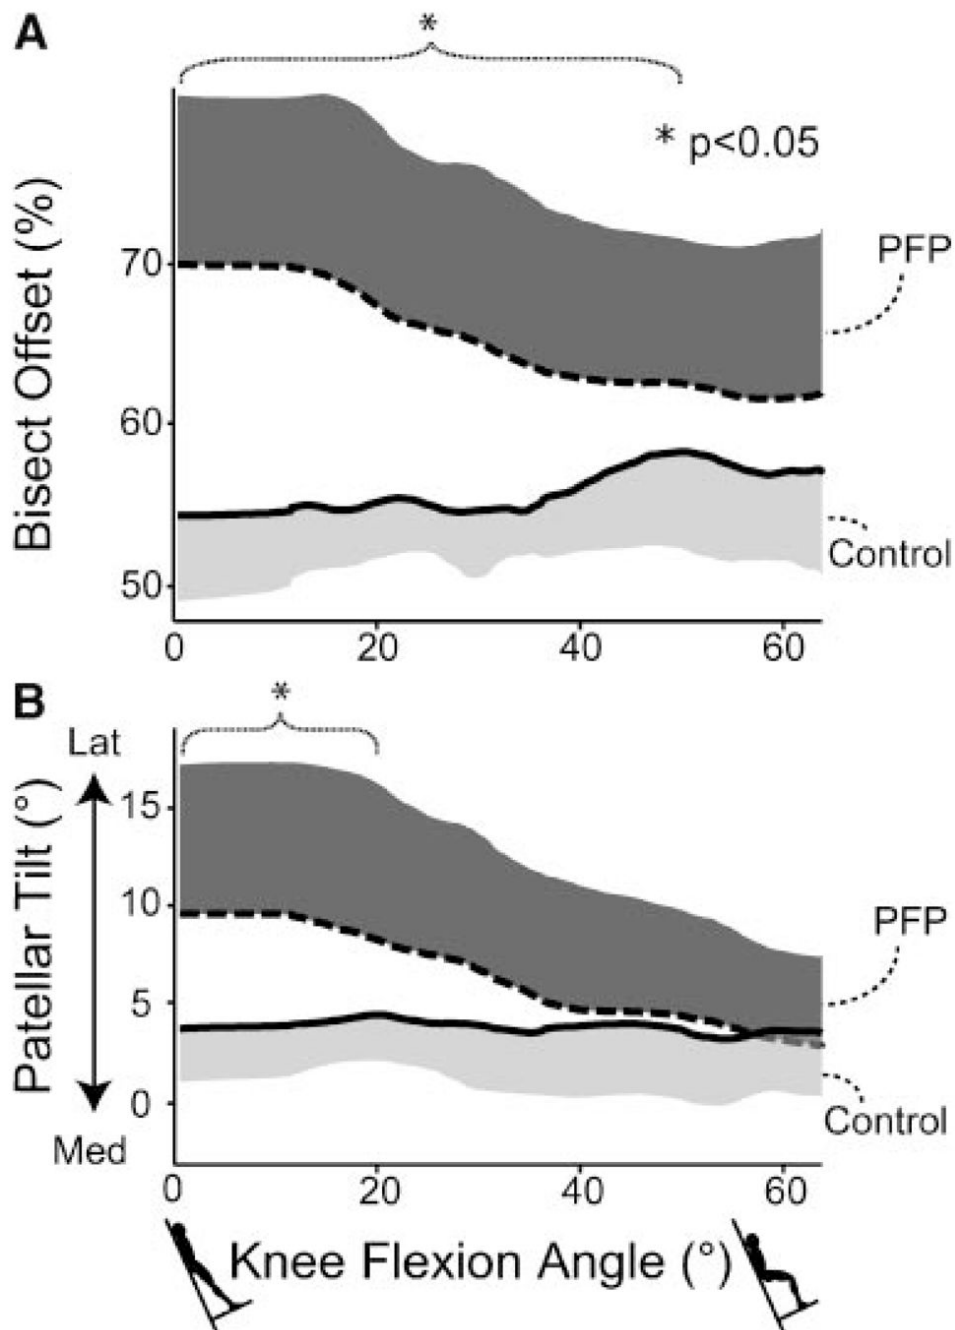 A
*
* p<0.05
Bisect Offset (%)
70
60
50
PFP
Control
0 20 40 60
B
*
Lat
Patellar Tilt (°)
15
10
5
0
Med
PFP
Control
0 20 40 60
Knee Flexion Angle (°)